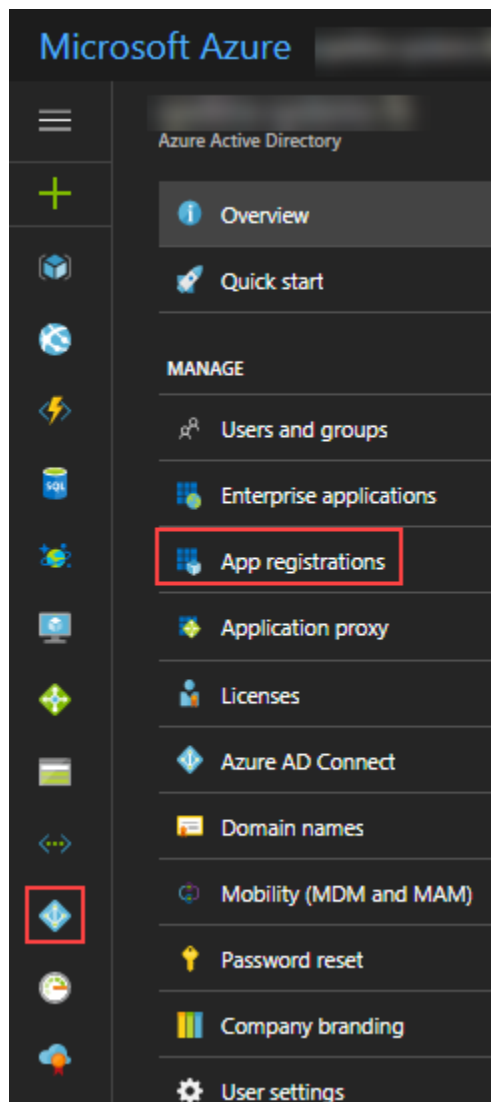 Microsoft Azure
Azure Active Directory
Overview
Quick start
MANAGE
Users and groups
Enterprise applications
SQL
App registrations
Application proxy
Licenses
Azure AD Connect
Domain names
Mobility (MDM and MAM)
Password reset
Company branding
User settings